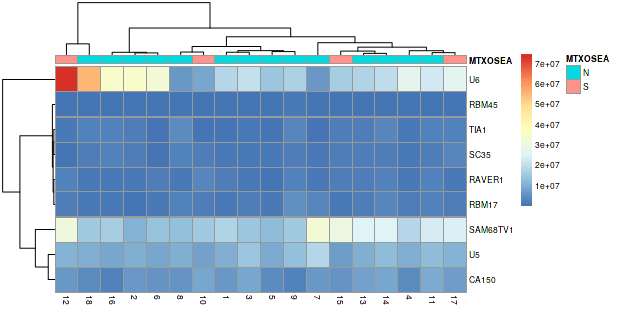 MTXOSEA
U6
RBM45
TIA1
SC35
RAVER1
RBM17
SAM68TV1
U5
CA150
12 18 16 2 6 8 10 1 3 5 9 7 15 13 14 4 11 17
7e+07
6e+07
5e+07
4e+07
3e+07
2e+07
1e+07
MTXOSEA
N
S